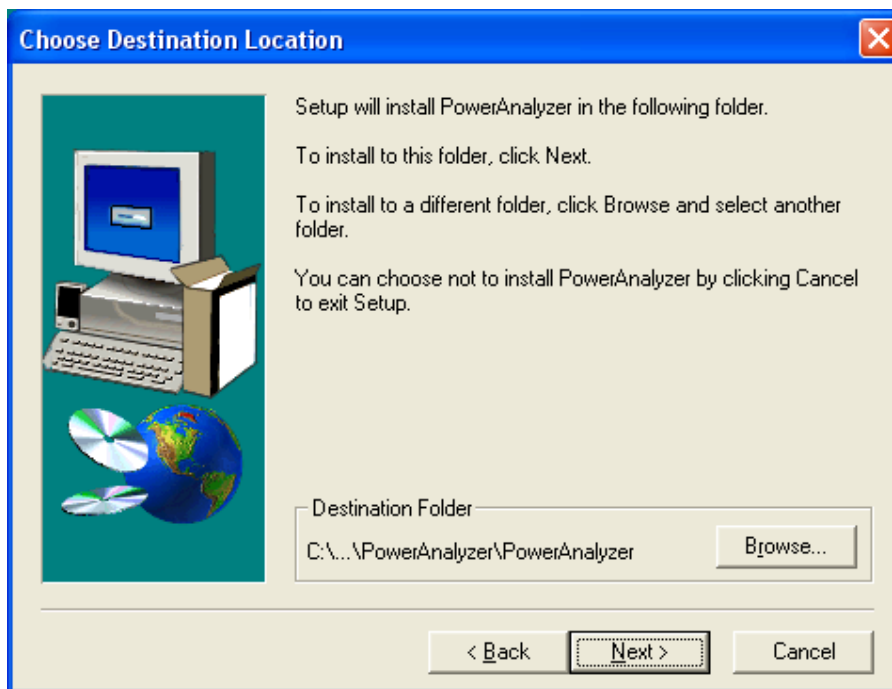 Choose Destination Location
Setup will install PowerAnalyzer in the following folder.
To install to this folder, click Next.
To install to a different folder, click Browse and select another
folder.
You can choose not to install PowerAnalyzer by clicking Cancel
to exit Setup.
Destination Folder
C:\...\PowerAnalyzer\PowerAnalyzer
Browse...
< Back
Next >
Cancel